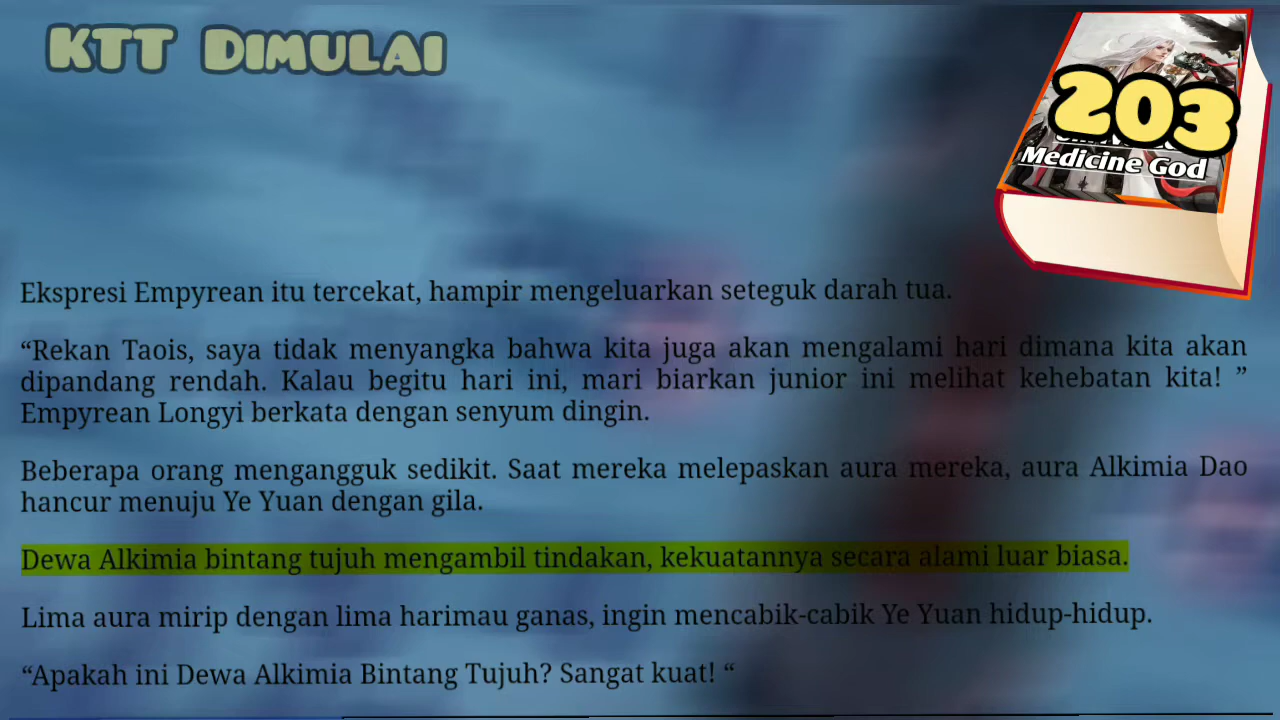 KTT DIMULAI
203
Medicine God
Ekspresi Empyrean itu tercekat, hampir mengeluarkan seteguk darah tua.
“Rekan Taois, saya tidak menyangka bahwa kita juga akan mengalami hari dimana kita akan
dipandang rendah. Kalau begitu hari ini, mari biarkan junior ini melihat kehebatan kita! ”
Empyrean Longyi berkata dengan senyum dingin.
Beberapa orang mengangguk sedikit. Saat mereka melepaskan aura mereka, aura Alkimia Dao
hancur menuju Ye Yuan dengan gila.
Dewa Alkimia bintang tujuh mengambil tindakan, kekuatannya secara alami luar biasa.
Lima aura mirip dengan lima harimau ganas, ingin mencabik-cabik Ye Yuan hidup-hidup.
“Apakah ini Dewa Alkimia Bintang Tujuh? Sangat kuat! “